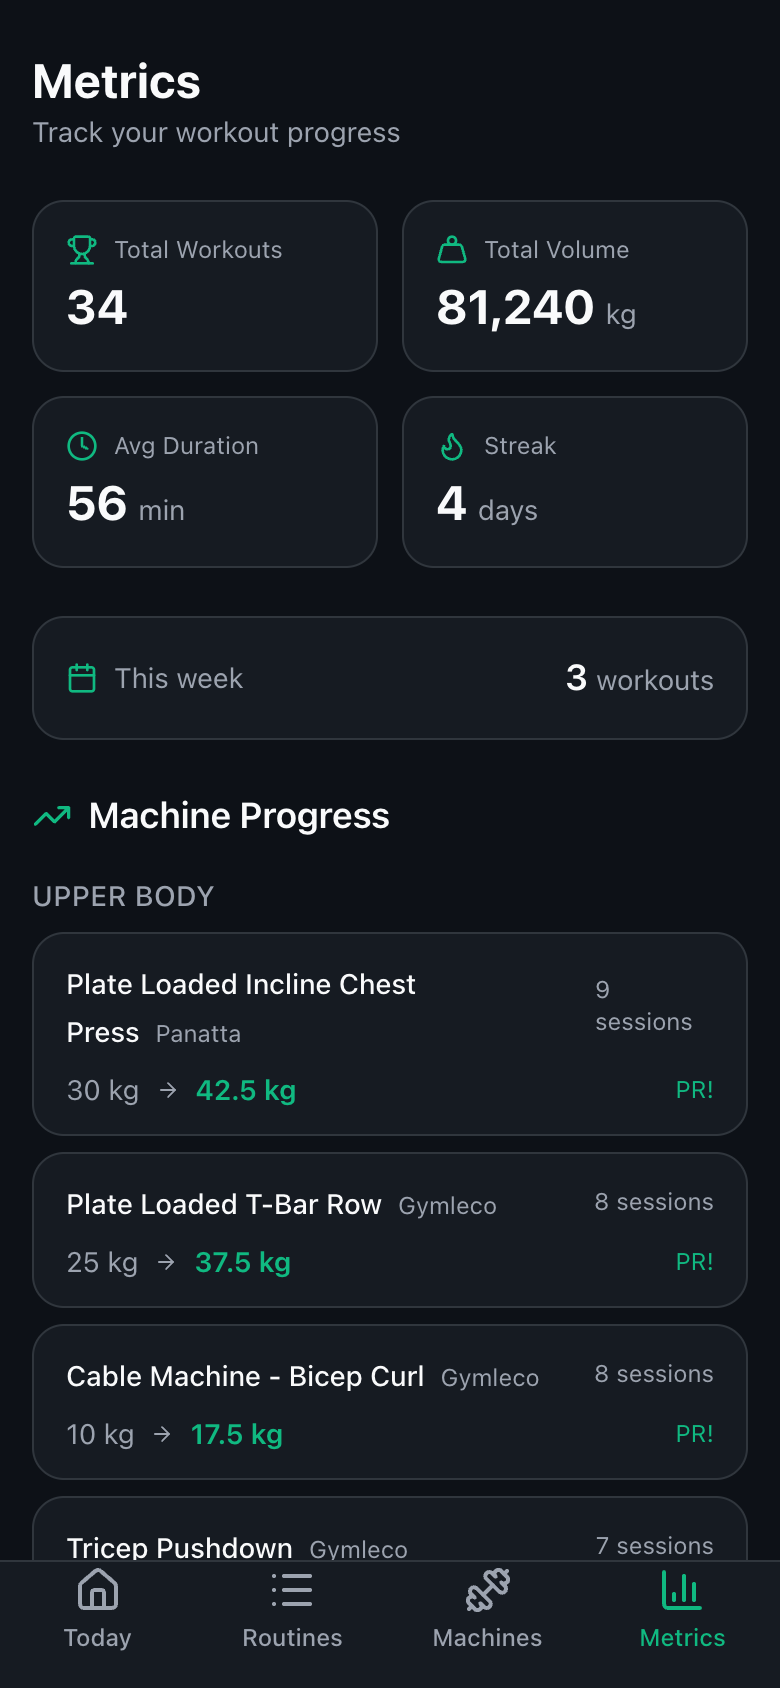 Metrics
Track your workout progress
Total Workouts
34
Total Volume
81,240 kg
Avg Duration
56 min
Streak
4 days
This week
3 workouts
Machine Progress
UPPER BODY
Plate Loaded Incline Chest
Press Panatta
9
sessions
30 kg → 42.5 kg
PR!
Plate Loaded T-Bar Row Gymleco
8 sessions
25 kg → 37.5 kg
PR!
Cable Machine - Bicep Curl Gymleco
8 sessions
10 kg → 17.5 kg
PR!
Tricep Pushdown Gymleco
7 sessions
Today
Routines
Machines
Metrics